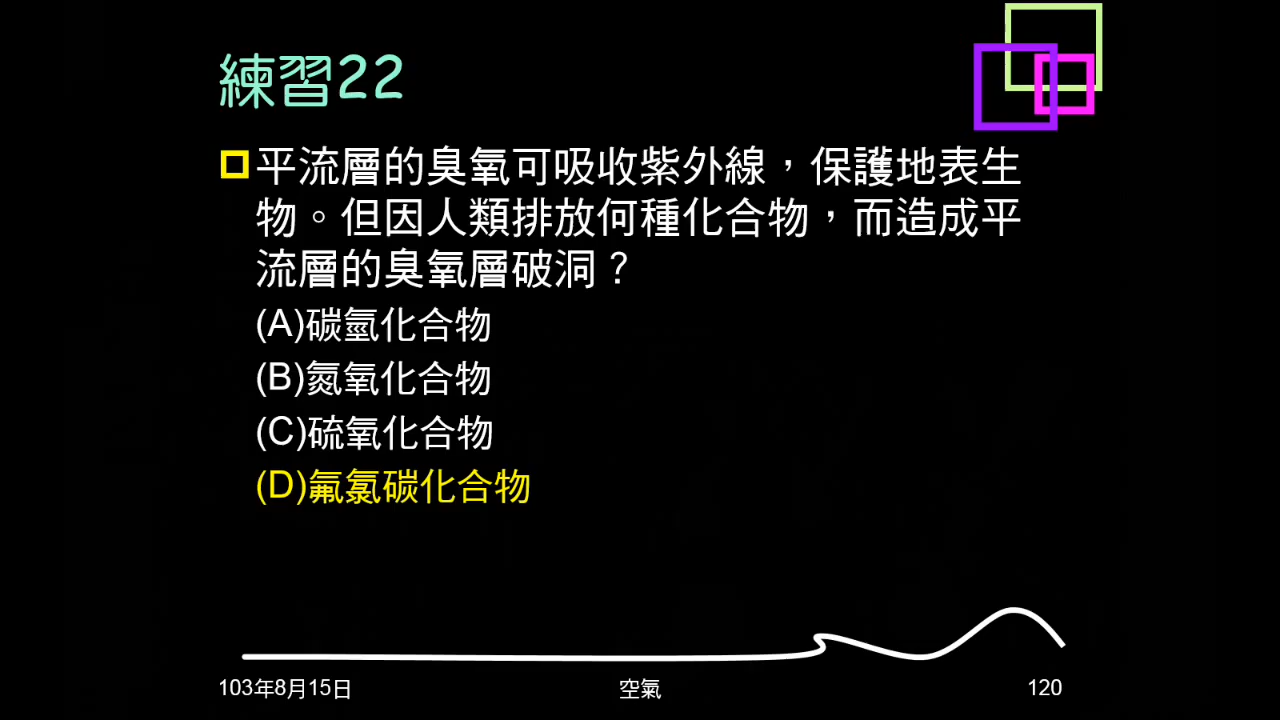 練習22
平流層的臭氧可吸收紫外線，保護地表生
物。但因人類排放何種化合物，而造成平
流層的臭氧層破洞？
(A)碳氫化合物
(B)氮氧化合物
(C)硫氧化合物
(D)氟氯碳化合物
103年8月15日
空氣
120